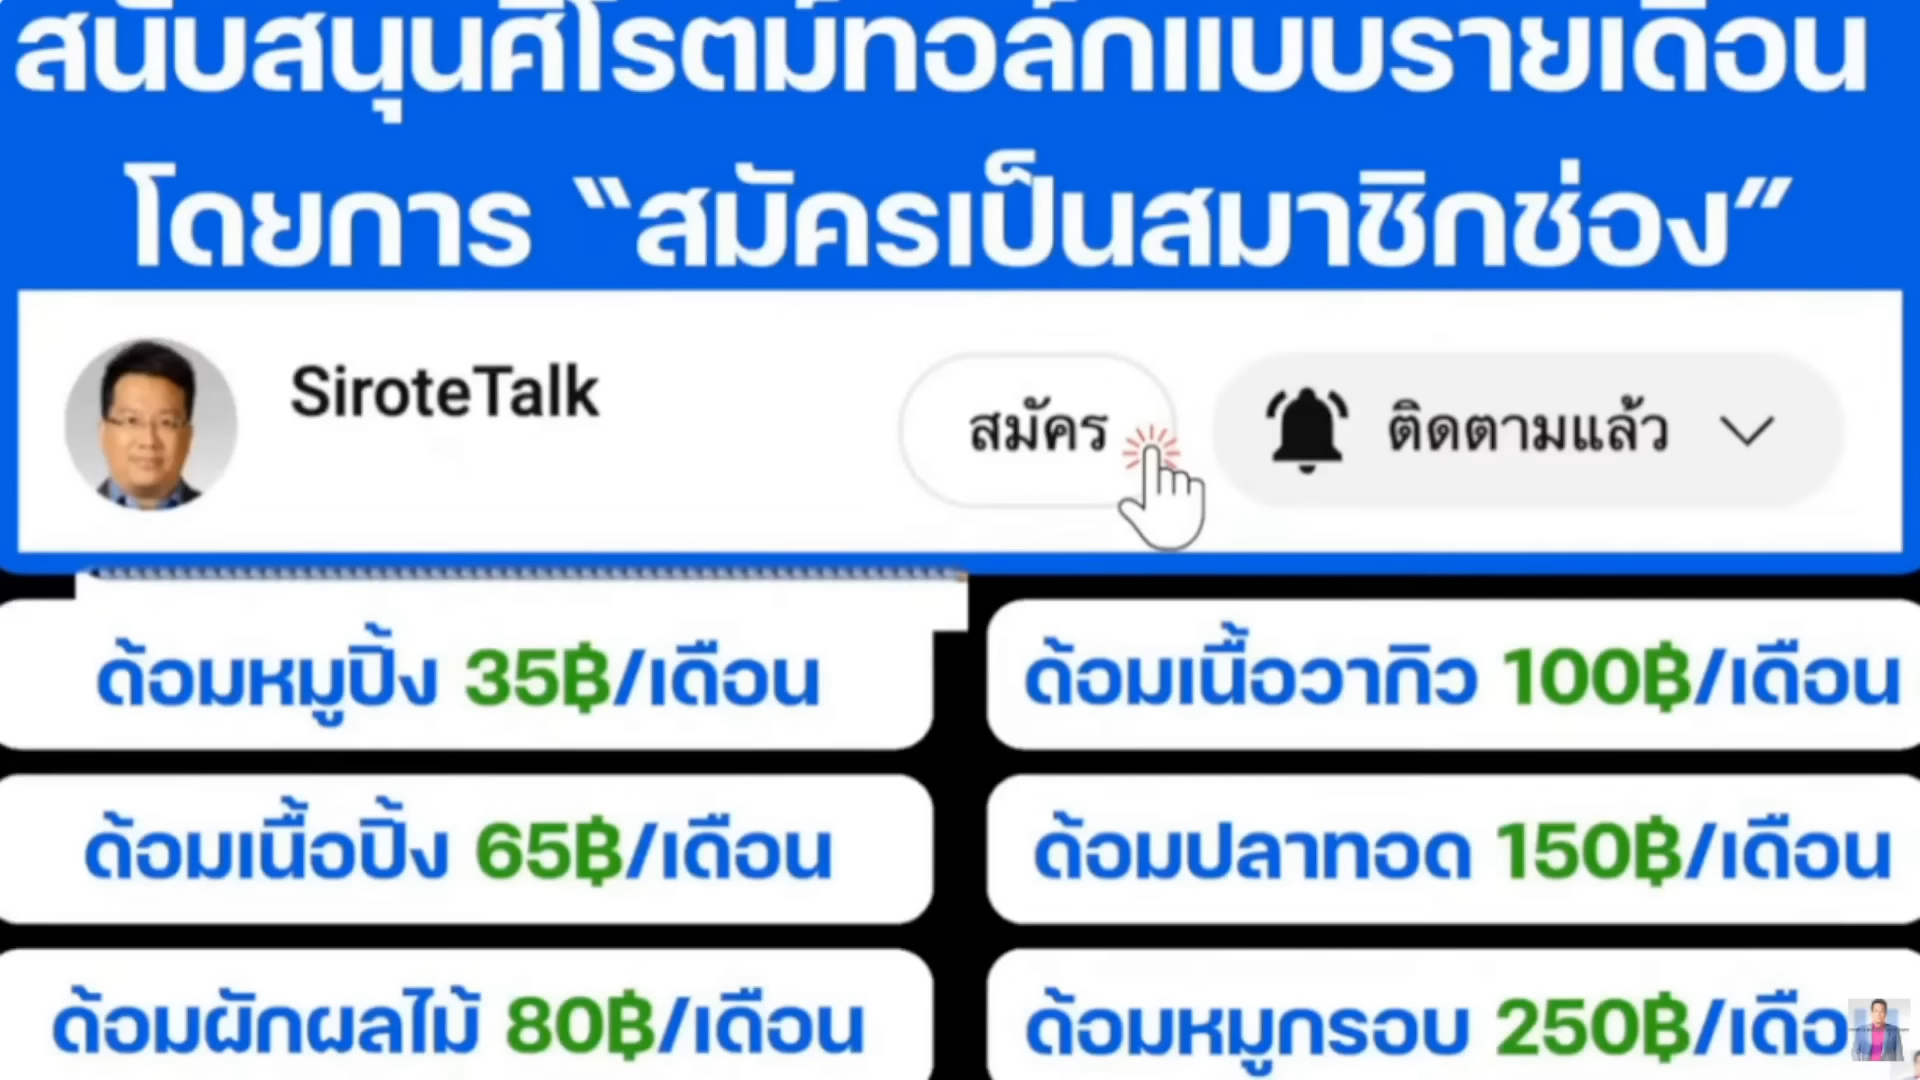 สนับสนุนศิโรตม์ทอล์กแบบรายเดือน
โดยการ “สมัครเป็นสมาชิกช่อง”
SiroteTalk
สมัคร
ติดตามแล้ว
ด้อมหมูปิ้ง 35฿/เดือน
ด้อมเนื้อวากิว 100฿/เดือน
ด้อมเนื้อปิ้ง 65฿/เดือน
ด้อมปลาทอด 150฿/เดือน
ด้อมผักผลไม้ 80฿/เดือน
ด้อมหมูกรอบ 250฿/เดือ